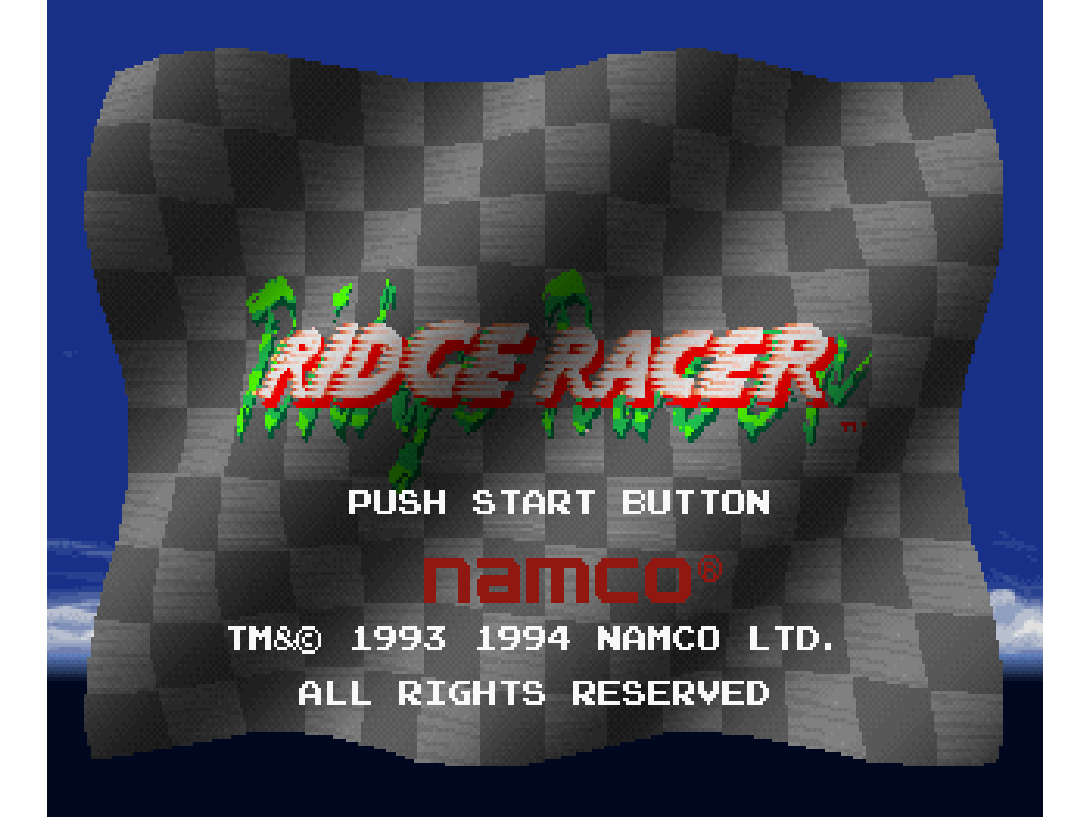 RIDGE RACER
TM
PUSH START BUTTON
namco®
TM&© 1993 1994 NAMCO LTD.
ALL RIGHTS RESERVED